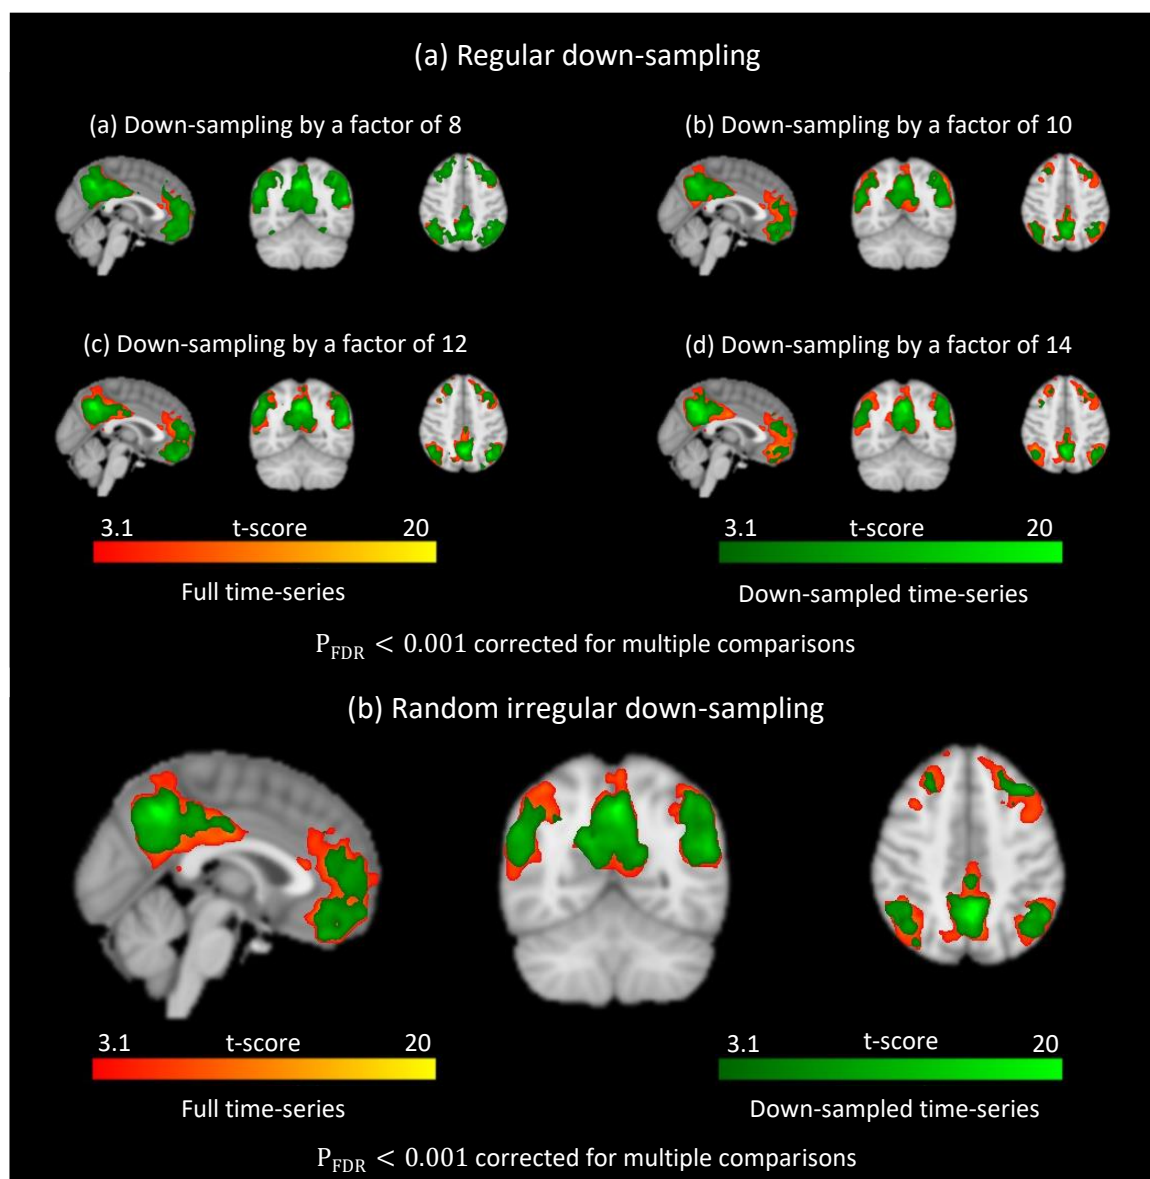 (a) Regular down-sampling
(a) Down-sampling by a factor of 8
(b) Down-sampling by a factor of 10
(c) Down-sampling by a factor of 12
(d) Down-sampling by a factor of 14
3.1 t-score 20
Full time-series
3.1 t-score 20
Down-sampled time-series
P_FDR < 0.001 corrected for multiple comparisons
(b) Random irregular down-sampling
3.1 t-score 20
Full time-series
3.1 t-score 20
Down-sampled time-series
P_FDR < 0.001 corrected for multiple comparisons